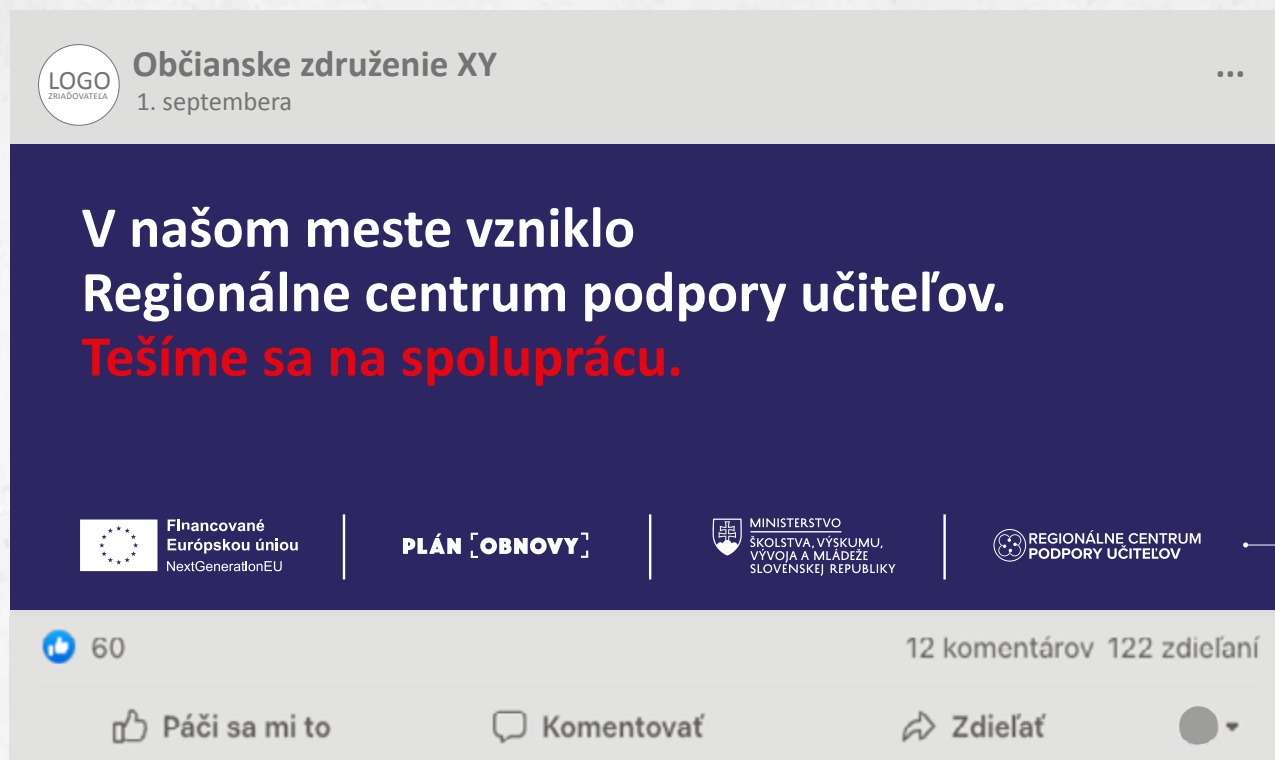 LOGO
ZRIAĎOVATEĽA
Občianske združenie XY
1. septembera
...
V našom meste vzniklo
Regionálne centrum podpory učiteľov.
Tešíme sa na spoluprácu.
FInancované
Európskou úniou
NextGenerationEU
PLÁN [OBNOVY]
MINISTERSTVO
ŠKOLSTVA, VÝSKUMU,
VÝVOJA A MLÁDEŽE
SLOVENSKEJ REPUBLIKY
REGIONÁLNE CENTRUM
PODPORY UČITEĽOV
60
12 komentárov 122 zdieľaní
Páči sa mi to
Komentovať
Zdieľať